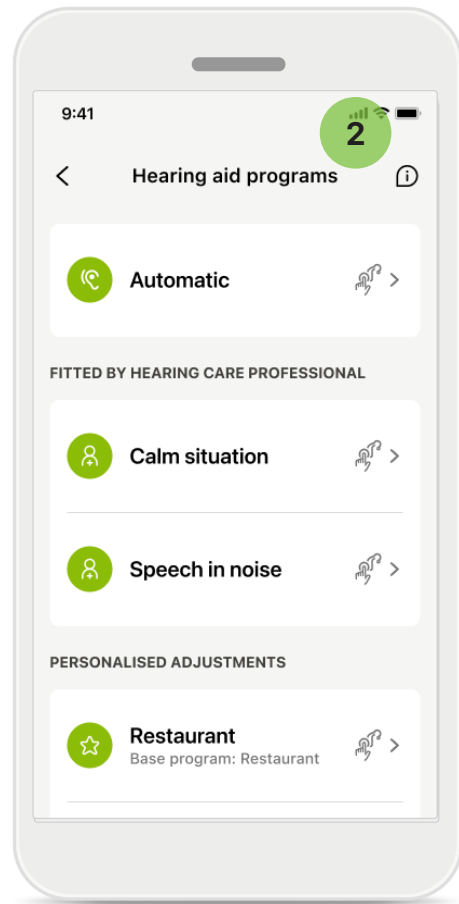 9:41
2
Hearing aid programs
Automatic
FITTED BY HEARING CARE PROFESSIONAL
Calm situation
Speech in noise
PERSONALISED ADJUSTMENTS
Restaurant
Base program: Restaurant